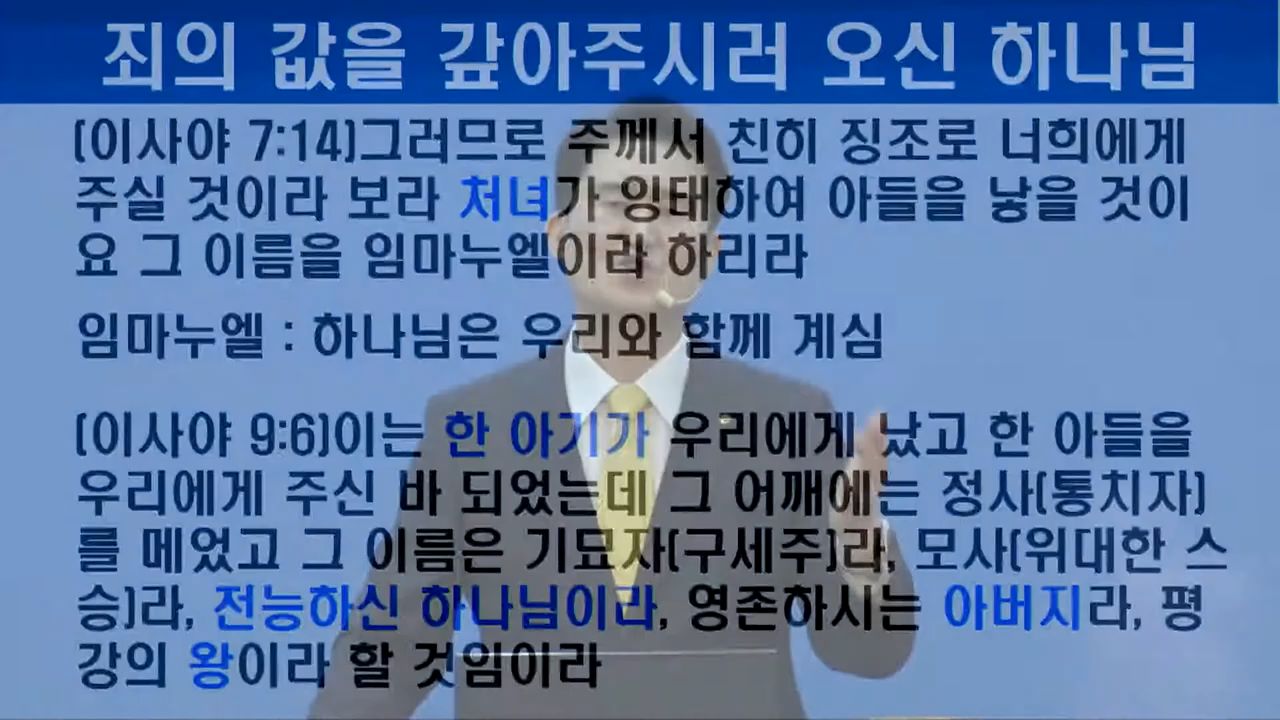 죄의 값을 갚아주시러 오신 하나님
(이사야 7:14)그러므로 주께서 친히 징조로 너희에게
주실 것이라 보라 처녀가 잉태하여 아들을 낳을 것이
요 그 이름을 임마누엘이라 하리라
임마누엘 : 하나님은 우리와 함께 계심
(이사야 9:6)이는 한 아기가 우리에게 났고 한 아들을
우리에게 주신 바 되었는데 그 어깨에는 정사(통치자)
를 메었고 그 이름은 기묘자(구세주)라, 모사(위대한 스
승)라, 전능하신 하나님이라, 영존하시는 아버지라, 평
강의 왕이라 할 것임이라